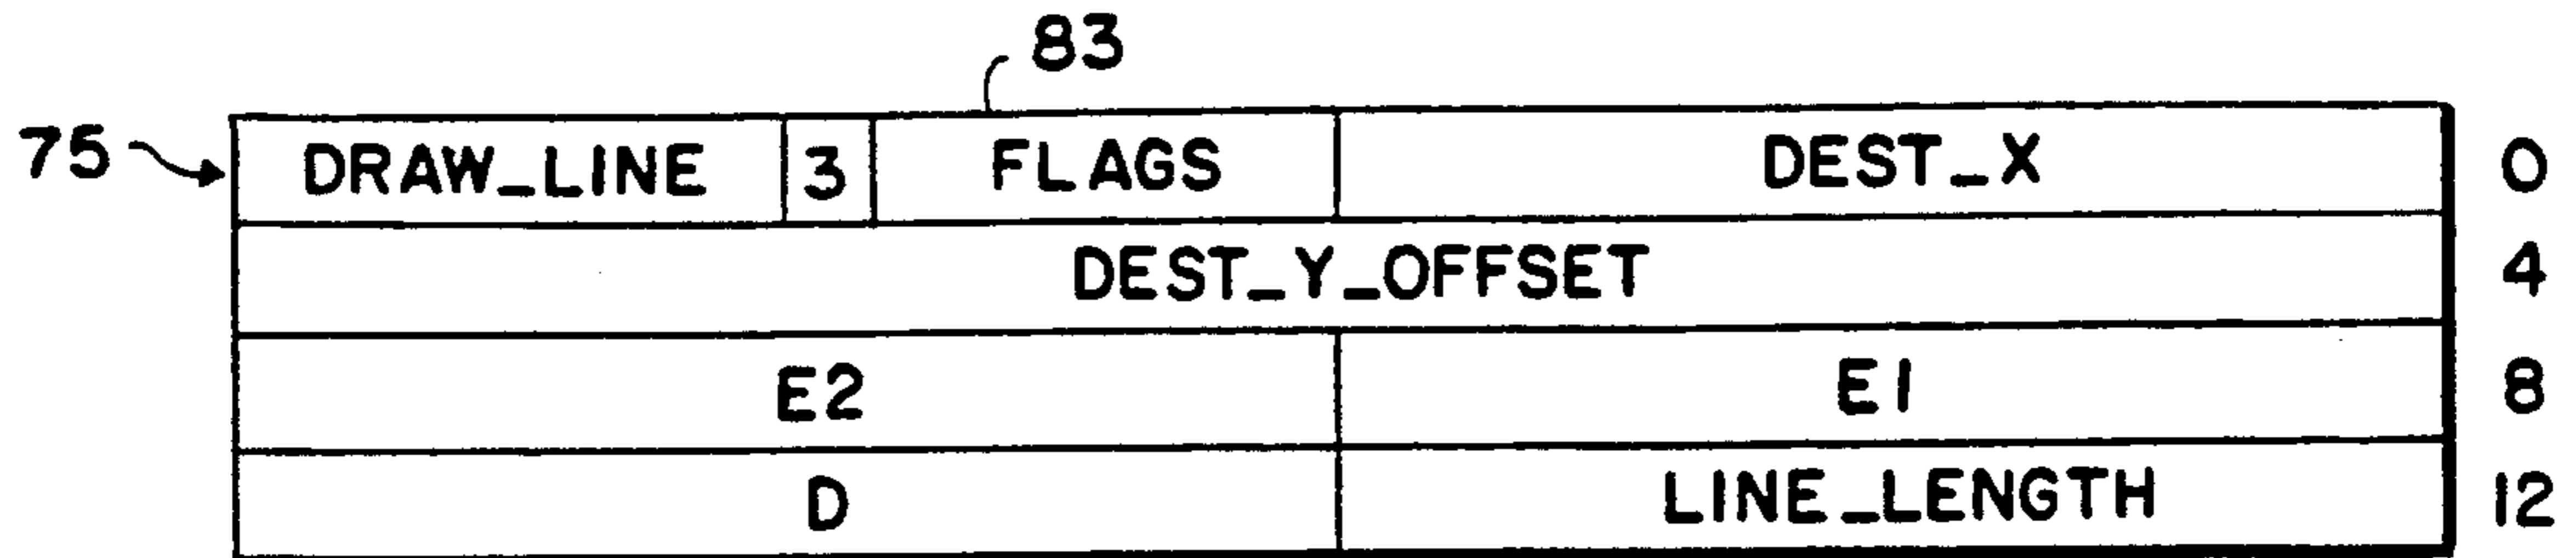 83
75 DRAW_LINE 3 FLAGS DEST_X 0
DEST_Y_OFFSET 4
E2 E1 8
D LINE_LENGTH 12